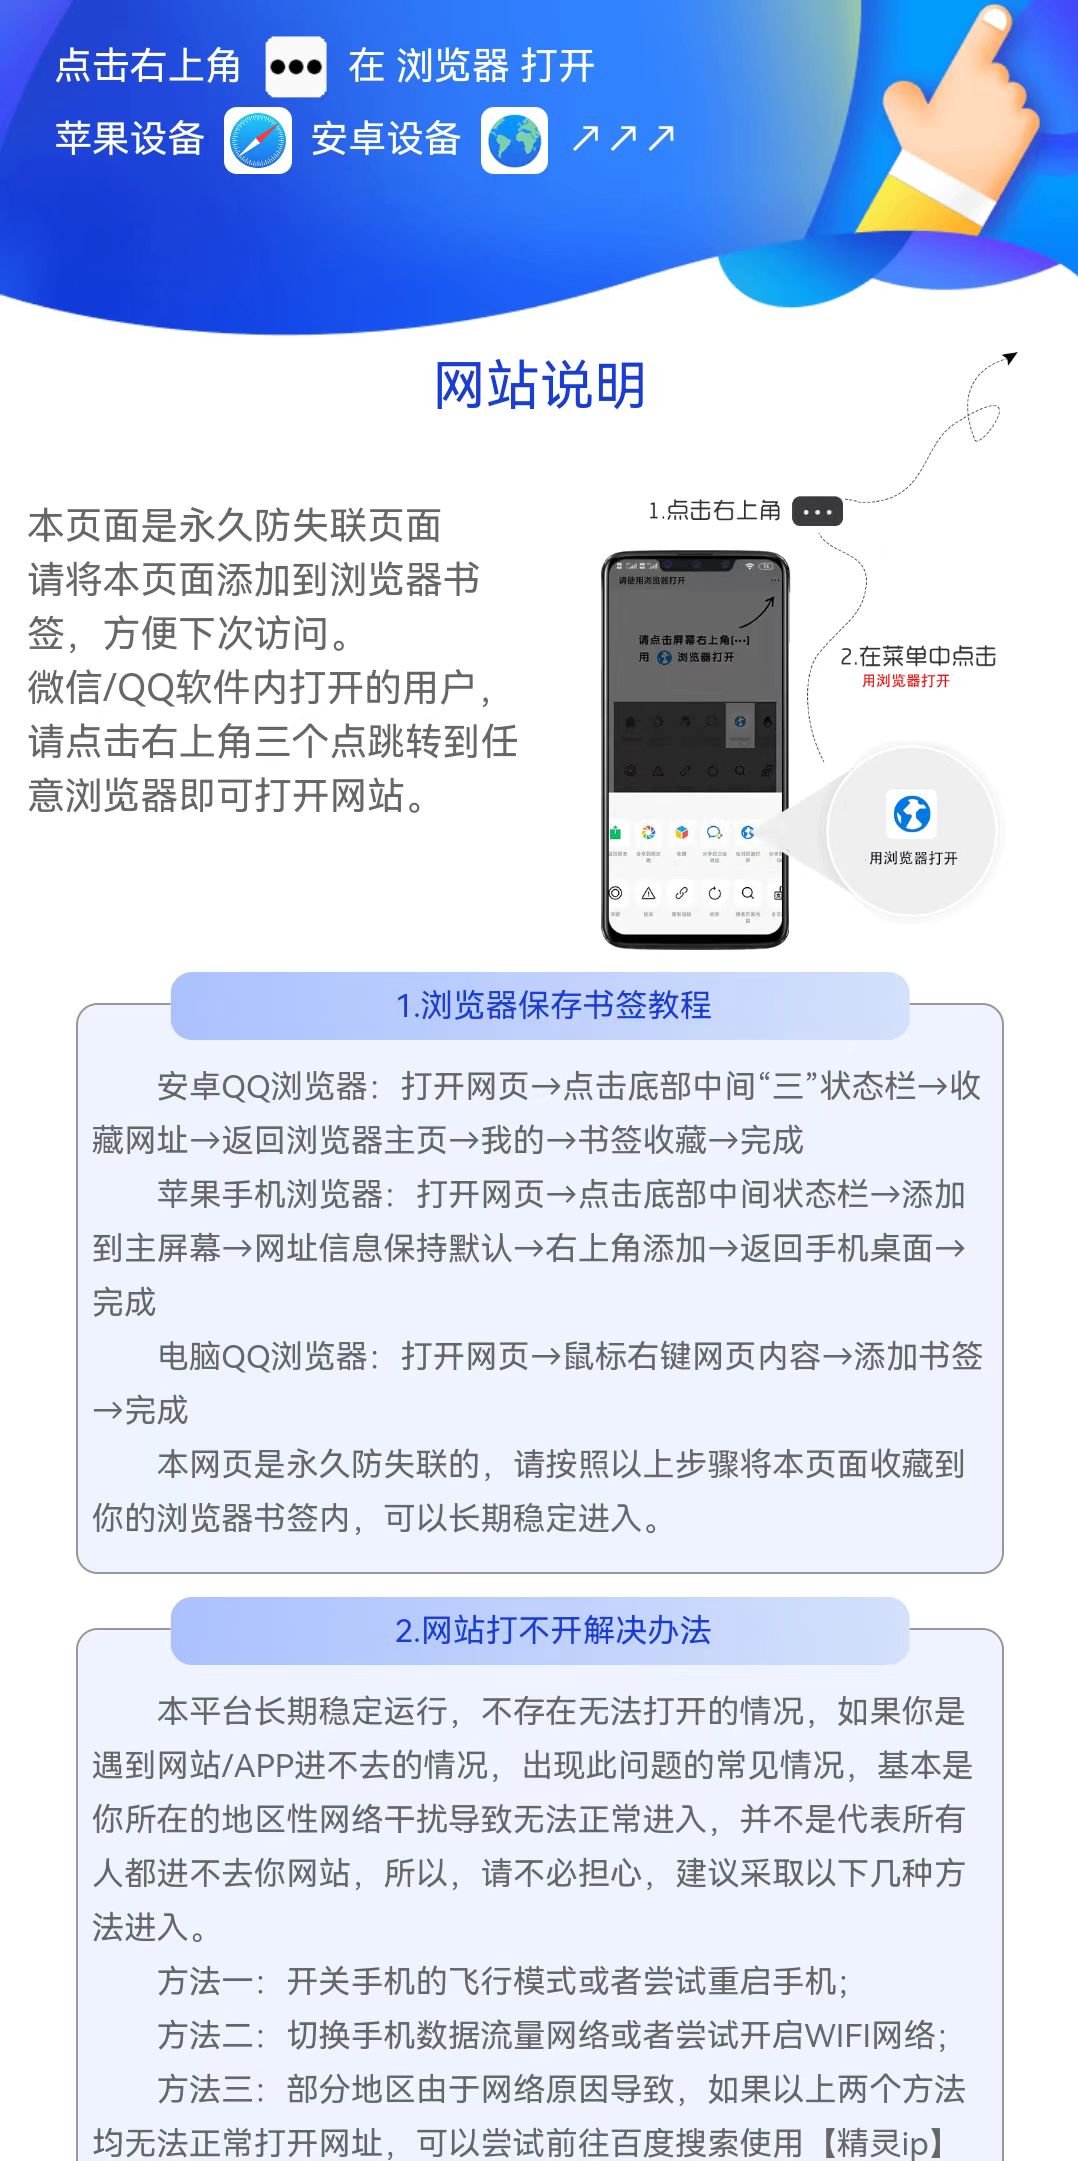 点击右上角 ••• 在 浏览器 打开
苹果设备 安卓设备 ↗↗↗
网站说明
本页面是永久防失联页面
请将本页面添加到浏览器书
签，方便下次访问。
微信/QQ软件内打开的用户，
请点击右上角三个点跳转到任
意浏览器即可打开网站。
1.点击右上角 •••
请使用浏览器打开
请点击屏幕右上角[•••]
用 浏览器打开
2.在菜单中点击
用浏览器打开
用浏览器打开
1.浏览器保存书签教程
安卓QQ浏览器：打开网页→点击底部中间“三”状态栏→收
藏网址→返回浏览器主页→我的→书签收藏→完成
苹果手机浏览器：打开网页→点击底部中间状态栏→添加
到主屏幕→网址信息保持默认→右上角添加→返回手机桌面→
完成
电脑QQ浏览器：打开网页→鼠标右键网页内容→添加书签
→完成
本网页是永久防失联的，请按照以上步骤将本页面收藏到
你的浏览器书签内，可以长期稳定进入。
2.网站打不开解决办法
本平台长期稳定运行，不存在无法打开的情况，如果你是
遇到网站/APP进不去的情况，出现此问题的常见情况，基本是
你所在的地区性网络干扰导致无法正常进入，并不是代表所有
人都进不去你网站，所以，请不必担心，建议采取以下几种方
法进入。
方法一：开关手机的飞行模式或者尝试重启手机；
方法二：切换手机数据流量网络或者尝试开启WIFI网络；
方法三：部分地区由于网络原因导致，如果以上两个方法
均无法正常打开网址，可以尝试前往百度搜索使用【精灵ip】